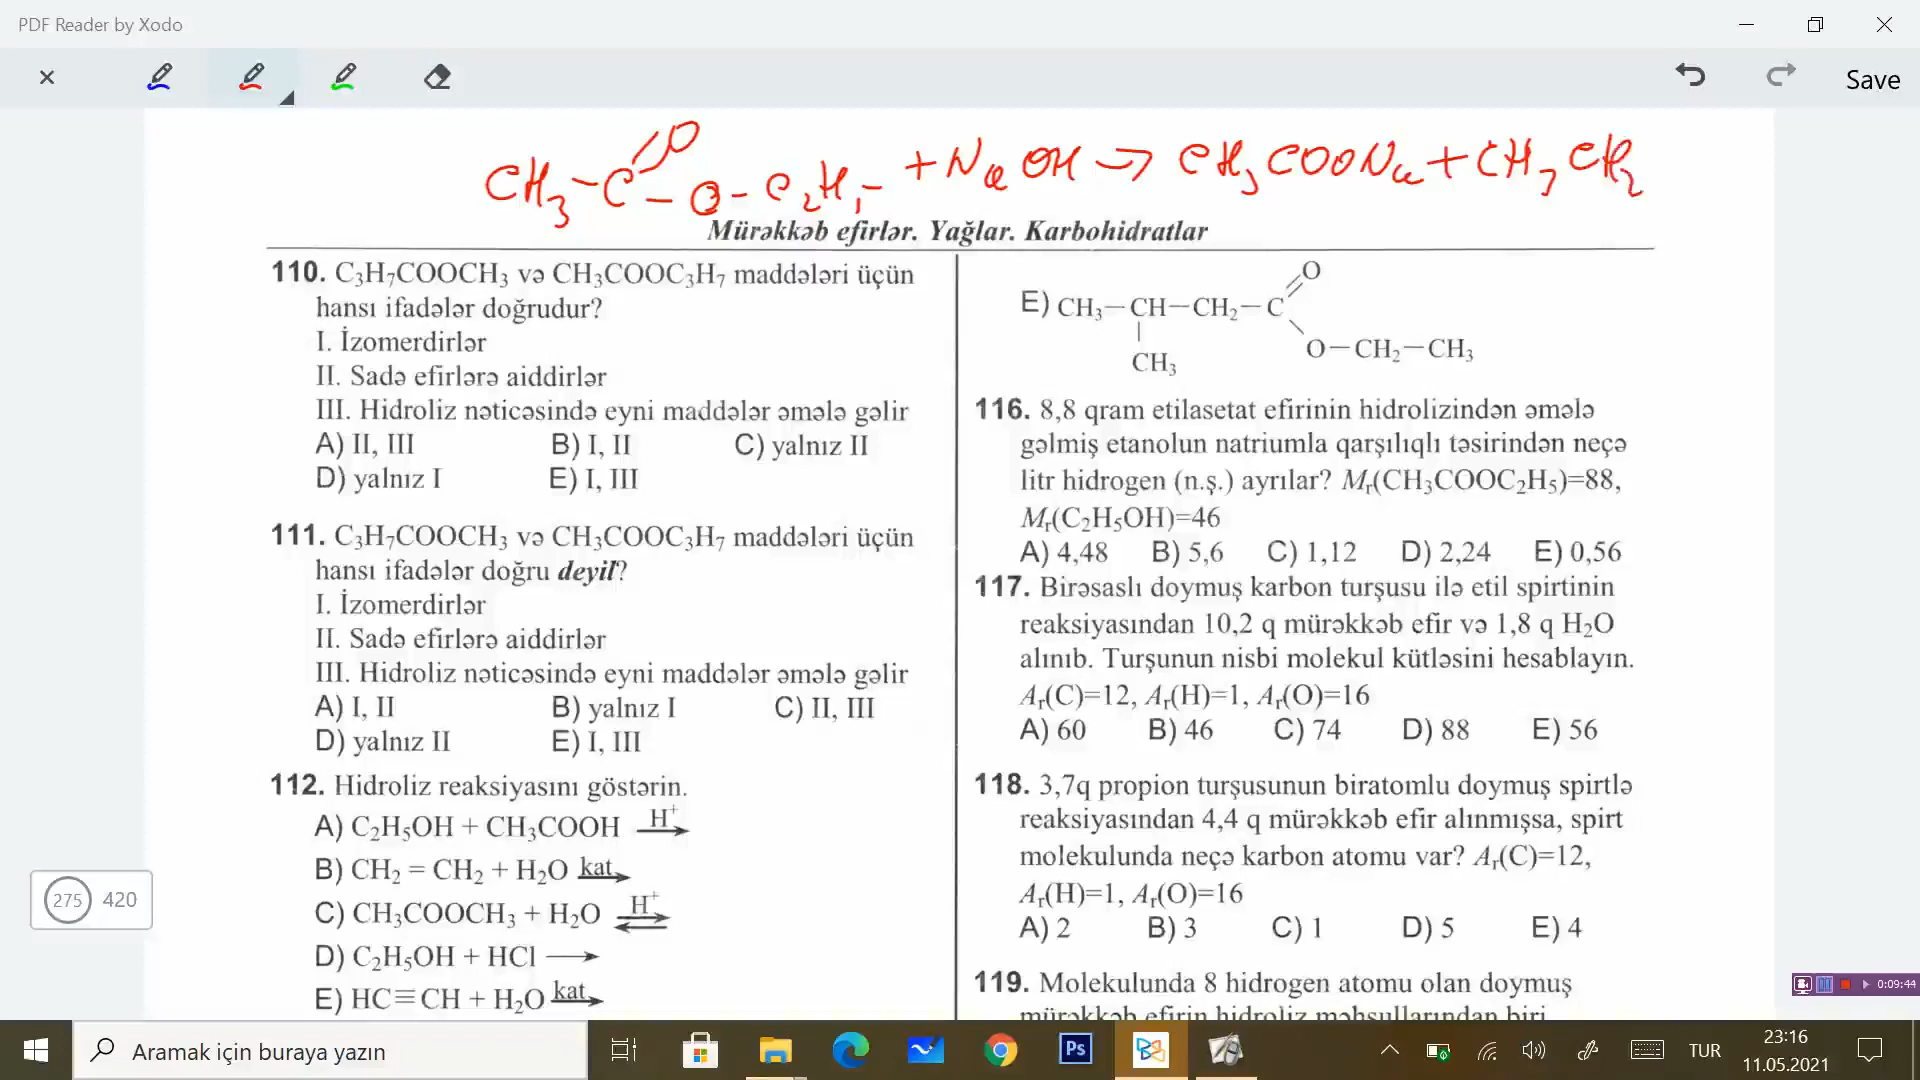 PDF Reader by Xodo
Save
CH3-C=O-O-C2H5- +NaOH→CH3COONa+CH3CH2
Mürəkkəb efirlər. Yağlar. Karbohidratlar
110. C₃H₇COOCH₃ və CH₃COOC₃H₇ maddələri üçün
hansı ifadələr doğrudur?
I. İzomerdirlər
II. Sadə efirlərə aiddirlər
III. Hidroliz nəticəsində eyni maddələr əmələ gəlir
A) II, III B) I, II C) yalnız II
D) yalnız I E) I, III
111. C₃H₇COOCH₃ və CH₃COOC₃H₇ maddələri üçün
hansı ifadələr doğru deyil?
I. İzomerdirlər
II. Sadə efirlərə aiddirlər
III. Hidroliz nəticəsində eyni maddələr əmələ gəlir
A) I, II B) yalnız I C) II, III
D) yalnız II E) I, III
112. Hidroliz reaksiyasını göstərin.
A) C₂H₅OH + CH₃COOH H⁺→
B) CH₂ = CH₂ + H₂O kat→
C) CH₃COOCH₃ + H₂O H⁺⇌
D) C₂H₅OH + HCl →
E) HC≡CH + H₂O kat→
O
E) CH₃—CH—CH₂—C
O—CH₂—CH₃
CH₃
116. 8,8 qram etilasetat efirinin hidrolizindən əmələ
gəlmiş etanolun natriumla qarşılıqlı təsirindən neçə
litr hidrogen (n.ş.) ayrılar? Mᵣ(CH₃COOC₂H₅)=88,
Mᵣ(C₂H₅OH)=46
A) 4,48 B) 5,6 C) 1,12 D) 2,24 E) 0,56
117. Birəsaslı doymuş karbon turşusu ilə etil spirtinin
reaksiyasından 10,2 q mürəkkəb efir və 1,8 q H₂O
alınıb. Turşunun nisbi molekul kütləsini hesablayın.
Aᵣ(C)=12, Aᵣ(H)=1, Aᵣ(O)=16
A) 60 B) 46 C) 74 D) 88 E) 56
118. 3,7q propion turşusunun biratomlu doymuş spirtlə
reaksiyasından 4,4 q mürəkkəb efir alınmışsa, spirt
molekulunda neçə karbon atomu var? Aᵣ(C)=12,
Aᵣ(H)=1, Aᵣ(O)=16
A) 2 B) 3 C) 1 D) 5 E) 4
119. Molekulunda 8 hidrogen atomu olan doymuş
mürəkkəb efirin hidroliz məhsullarından biri
275 420
0:09:44
Aramak için buraya yazın
Ps
TUR
23:16
11.05.2021